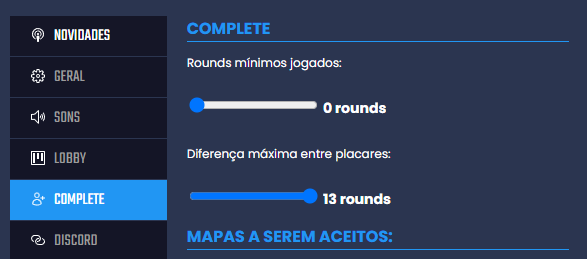 NOVIDADES
GERAL
SONS
LOBBY
COMPLETE
DISCORD
COMPLETE
Rounds mínimos jogados:
0 rounds
Diferença máxima entre placares:
13 rounds
MAPAS A SEREM ACEITOS: